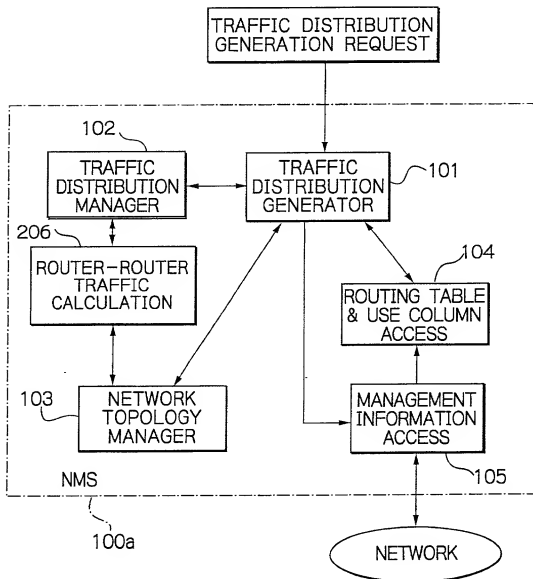 TRAFFIC DISTRIBUTION
GENERATION REQUEST
102
TRAFFIC
DISTRIBUTION
MANAGER
TRAFFIC
DISTRIBUTION
GENERATOR
101
206
ROUTER-ROUTER
TRAFFIC
CALCULATION
104
ROUTING TABLE
& USE COLUMN
ACCESS
103
NETWORK
TOPOLOGY
MANAGER
MANAGEMENT
INFORMATION
ACCESS
105
NMS
100a
NETWORK